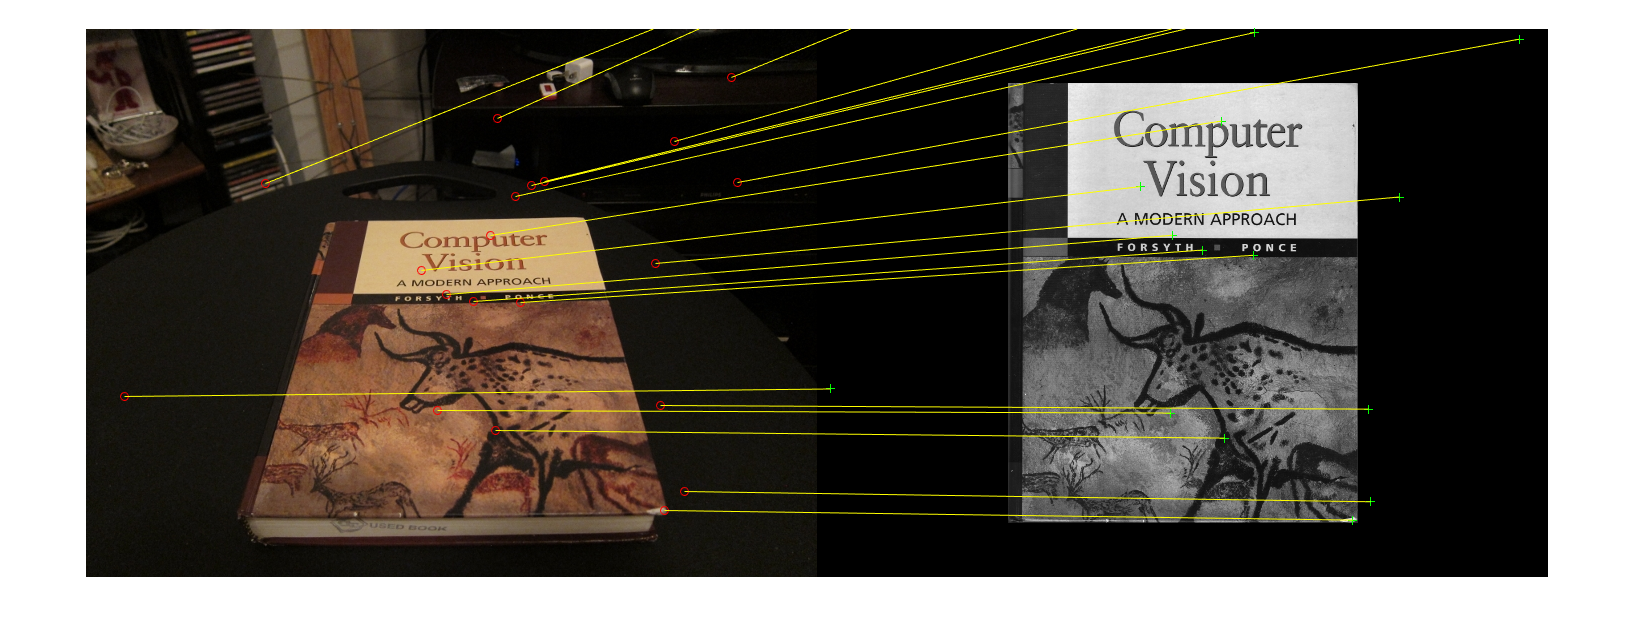 Computer
Vision
A MODERN APPROACH
FORSYTH PONCE
USED BOOK
Computer
Vision
A MODERN APPROACH
FORSYTH PONCE